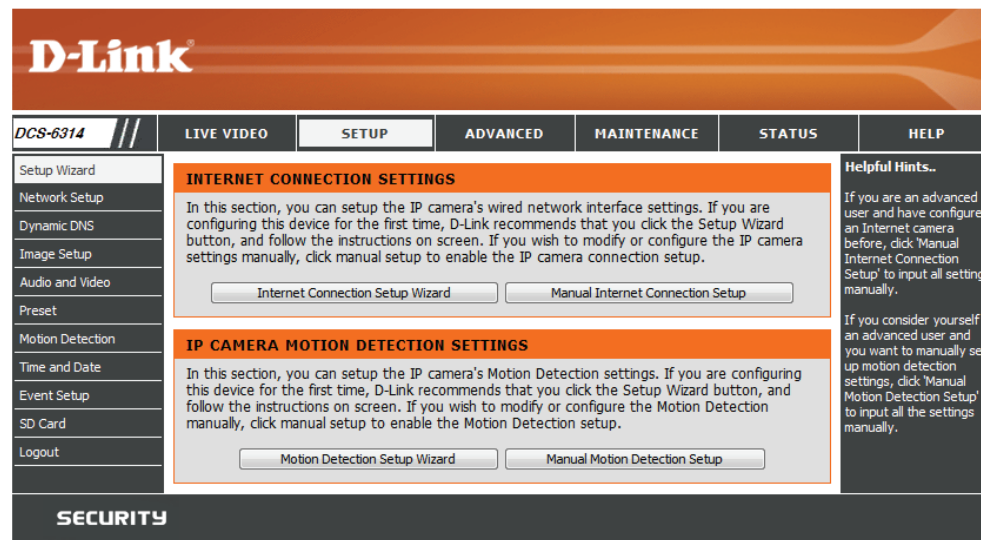 D-Link®
DCS-6314 //
LIVE VIDEO
SETUP
ADVANCED
MAINTENANCE
STATUS
HELP
Setup Wizard
Network Setup
Dynamic DNS
Image Setup
Audio and Video
Preset
Motion Detection
Time and Date
Event Setup
SD Card
Logout
INTERNET CONNECTION SETTINGS
In this section, you can setup the IP camera's wired network interface settings. If you are
configuring this device for the first time, D-Link recommends that you click the Setup Wizard
button, and follow the instructions on screen. If you wish to modify or configure the IP camera
settings manually, click manual setup to enable the IP camera connection setup.
Internet Connection Setup Wizard
Manual Internet Connection Setup
IP CAMERA MOTION DETECTION SETTINGS
In this section, you can setup the IP camera's Motion Detection settings. If you are configuring
this device for the first time, D-Link recommends that you click the Setup Wizard button, and
follow the instructions on screen. If you wish to modify or configure the Motion Detection
manually, click manual setup to enable the Motion Detection setup.
Motion Detection Setup Wizard
Manual Motion Detection Setup
Helpful Hints..
If you are an advanced
user and have configure
an Internet camera
before, click 'Manual
Internet Connection
Setup' to input all setting
manually.
If you consider yourself
an advanced user and
you want to manually se
up motion detection
settings, click 'Manual
Motion Detection Setup'
to input all the settings
manually.
SECURITY